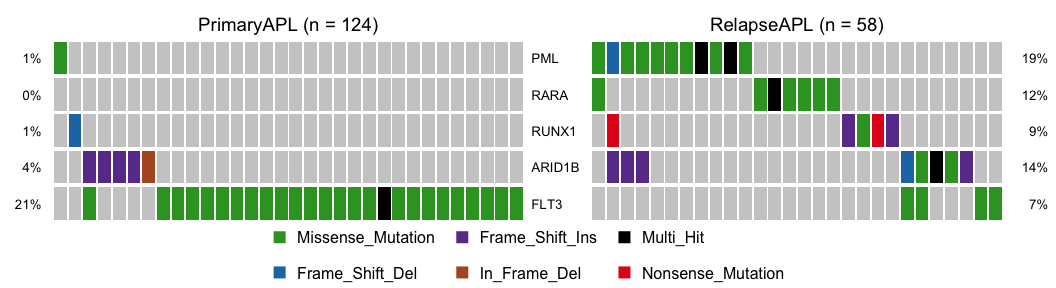 PrimaryAPL (n = 124) RelapseAPL (n = 58)
1% PML 19%
0% RARA 12%
1% RUNX1 9%
4% ARID1B 14%
21% FLT3 7%
Missense_Mutation Frame_Shift_Ins Multi_Hit
Frame_Shift_Del In_Frame_Del Nonsense_Mutation